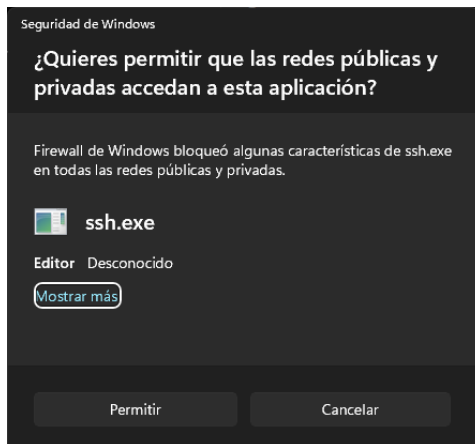 Seguridad de Windows
¿Quieres permitir que las redes públicas y
privadas accedan a esta aplicación?
Firewall de Windows bloqueó algunas características de ssh.exe
en todas las redes públicas y privadas.
ssh.exe
Editor Desconocido
Mostrar más
Permitir Cancelar